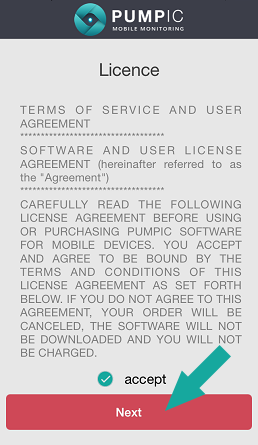 PUMPIC
MOBILE MONITORING
Licence
TERMS OF SERVICE AND USER
AGREEMENT
***********************************
SOFTWARE AND USER LICENSE
AGREEMENT (hereinafter referred to as
the "Agreement")
***********************************
CAREFULLY READ THE FOLLOWING
LICENSE AGREEMENT BEFORE USING
OR PURCHASING PUMPIC SOFTWARE
FOR MOBILE DEVICES. YOU ACCEPT
AND AGREE TO BE BOUND BY THE
TERMS AND CONDITIONS OF THIS
LICENSE AGREEMENT AS SET FORTH
BELOW. IF YOU DO NOT AGREE TO THIS
AGREEMENT, YOUR ORDER WILL BE
CANCELED, THE SOFTWARE WILL NOT
BE DOWNLOADED AND YOU WILL NOT
BE CHARGED.
accept
Next